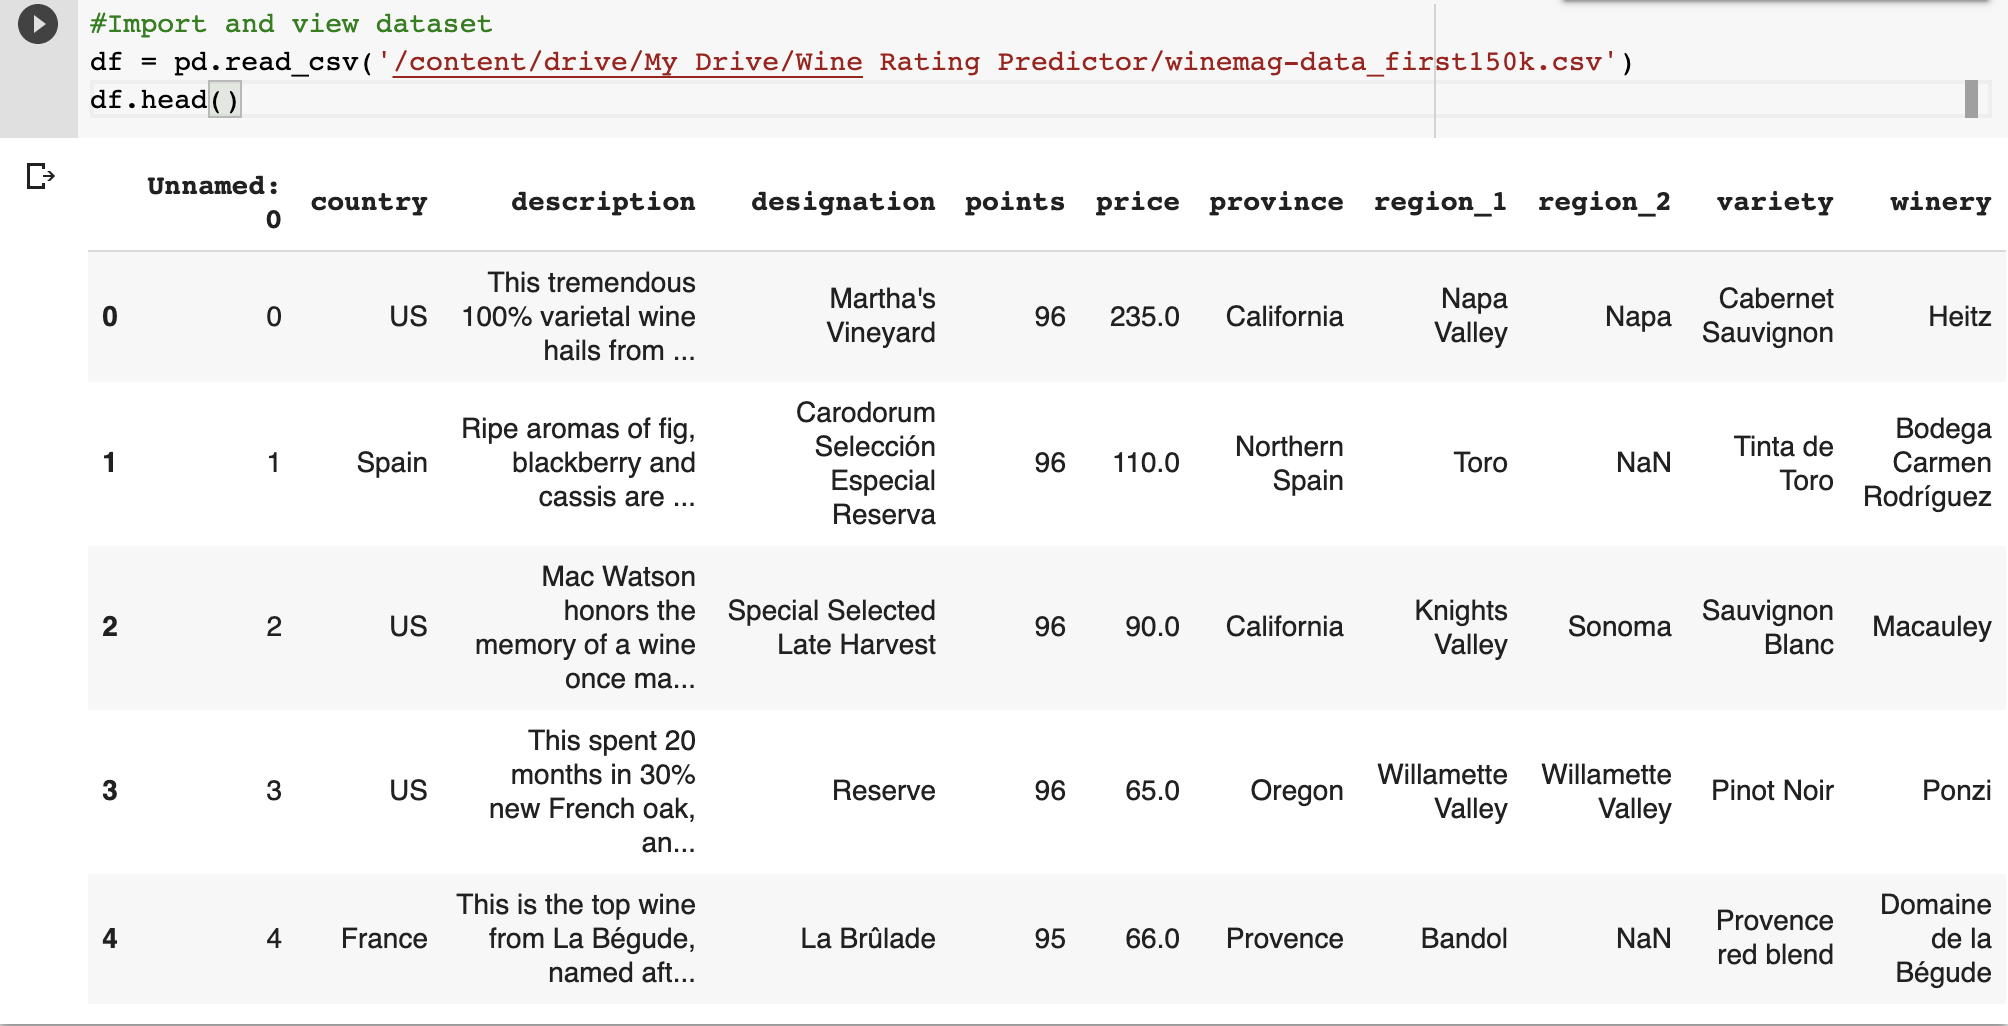 #Import and view dataset
df = pd.read_csv('/content/drive/My Drive/Wine Rating Predictor/winemag-data_first150k.csv')
df.head()
Unnamed: 0 country description designation points price province region_1 region_2 variety winery
0 0 US This tremendous 100% varietal wine hails from ... Martha's Vineyard 96 235.0 California Napa Valley Napa Cabernet Sauvignon Heitz
1 1 Spain Ripe aromas of fig, blackberry and cassis are ... Carodorum Selección Especial Reserva 96 110.0 Northern Spain Toro NaN Tinta de Toro Bodega Carmen Rodríguez
2 2 US Mac Watson honors the memory of a wine once ma... Special Selected Late Harvest 96 90.0 California Knights Valley Sonoma Sauvignon Blanc Macauley
3 3 US This spent 20 months in 30% new French oak, an... Reserve 96 65.0 Oregon Willamette Valley Willamette Valley Pinot Noir Ponzi
4 4 France This is the top wine from La Bégude, named aft... La Brûlade 95 66.0 Provence Bandol NaN Provence red blend Domaine de la Bégude